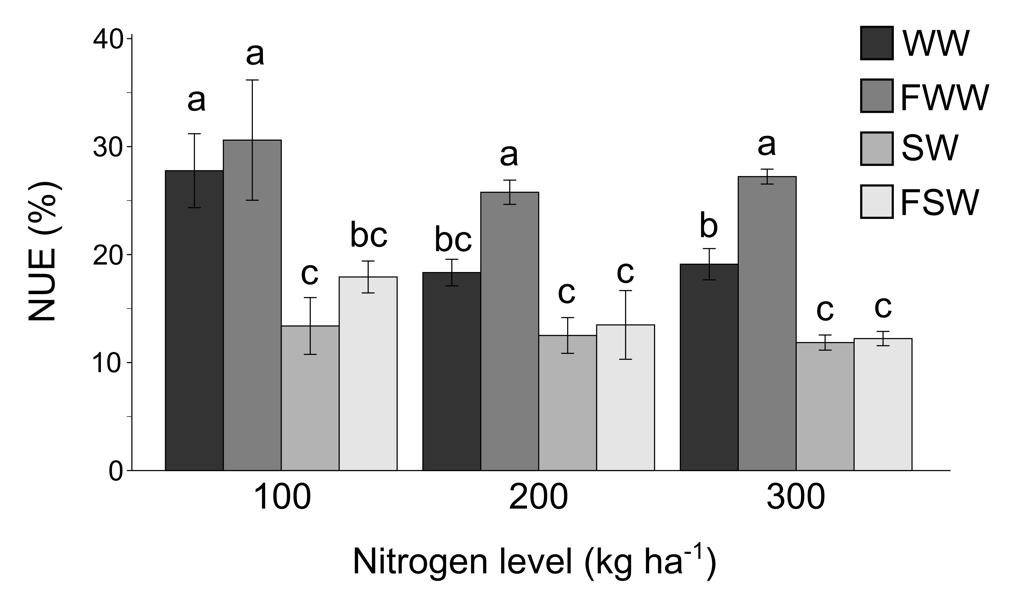 NUE (%)
40
30
20
10
0
a
a
c
bc
bc
a
c
c
b
a
c
c
100
200
300
Nitrogen level (kg ha⁻¹)
WW
FWW
SW
FSW